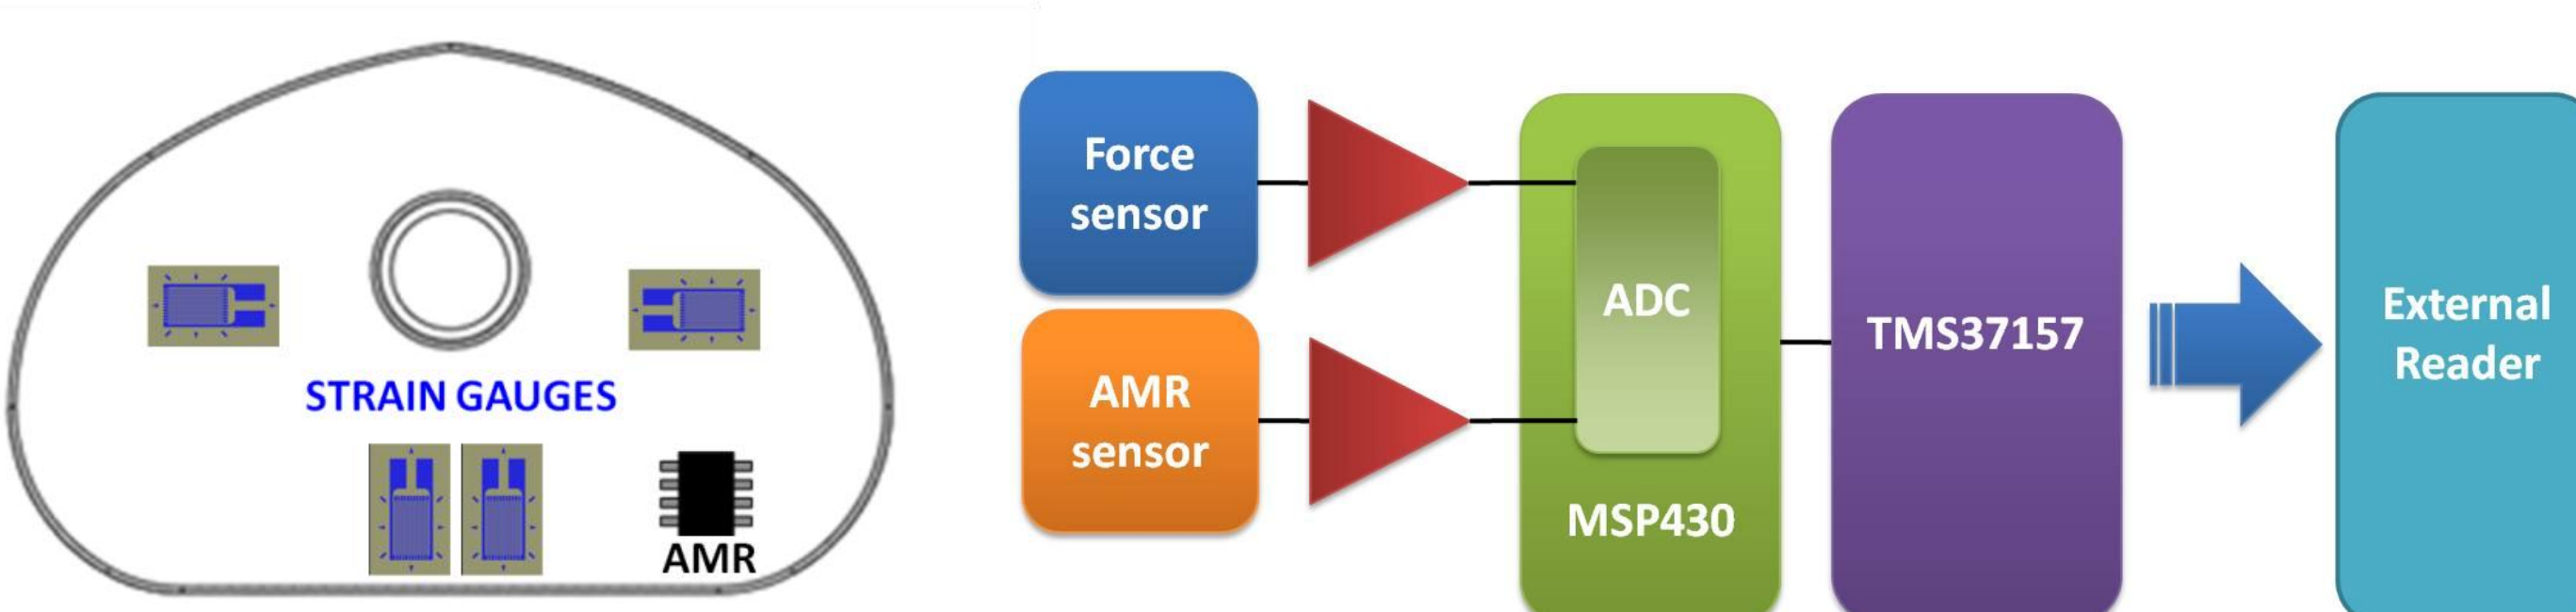 STRAIN GAUGES
AMR
Force
sensor
AMR
sensor
ADC
MSP430
TMS37157
External
Reader